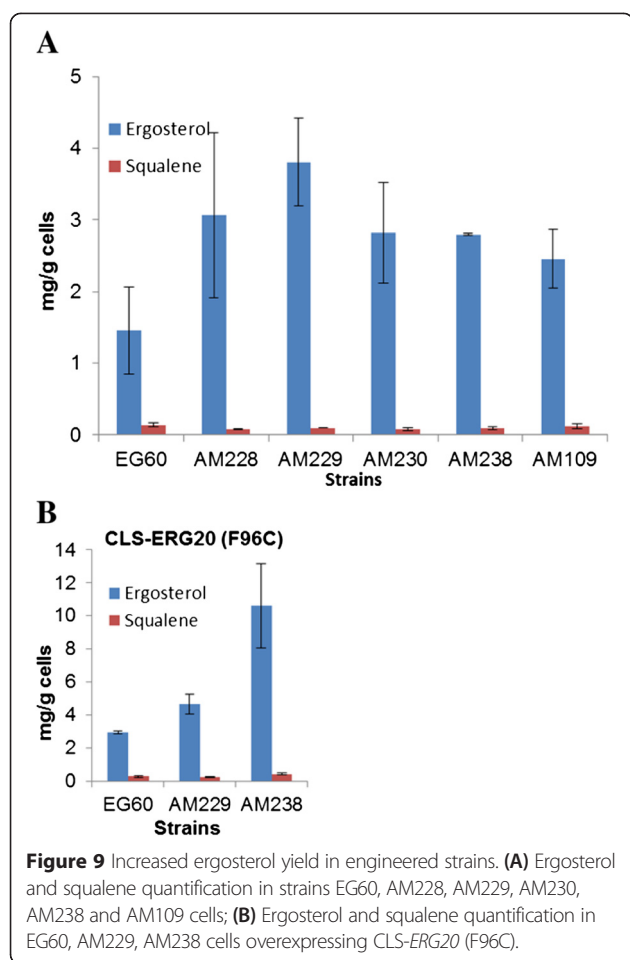 A
5
4
3
2
1
0
mg/g cells
Ergosterol
Squalene
EG60 AM228 AM229 AM230 AM238 AM109
Strains
B
CLS-ERG20 (F96C)
14
12
10
8
6
4
2
0
mg/g cells
Ergosterol
Squalene
EG60 AM229 AM238
Strains
Figure 9 Increased ergosterol yield in engineered strains. (A) Ergosterol
and squalene quantification in strains EG60, AM228, AM229, AM230,
AM238 and AM109 cells; (B) Ergosterol and squalene quantification in
EG60, AM229, AM238 cells overexpressing CLS-ERG20 (F96C).